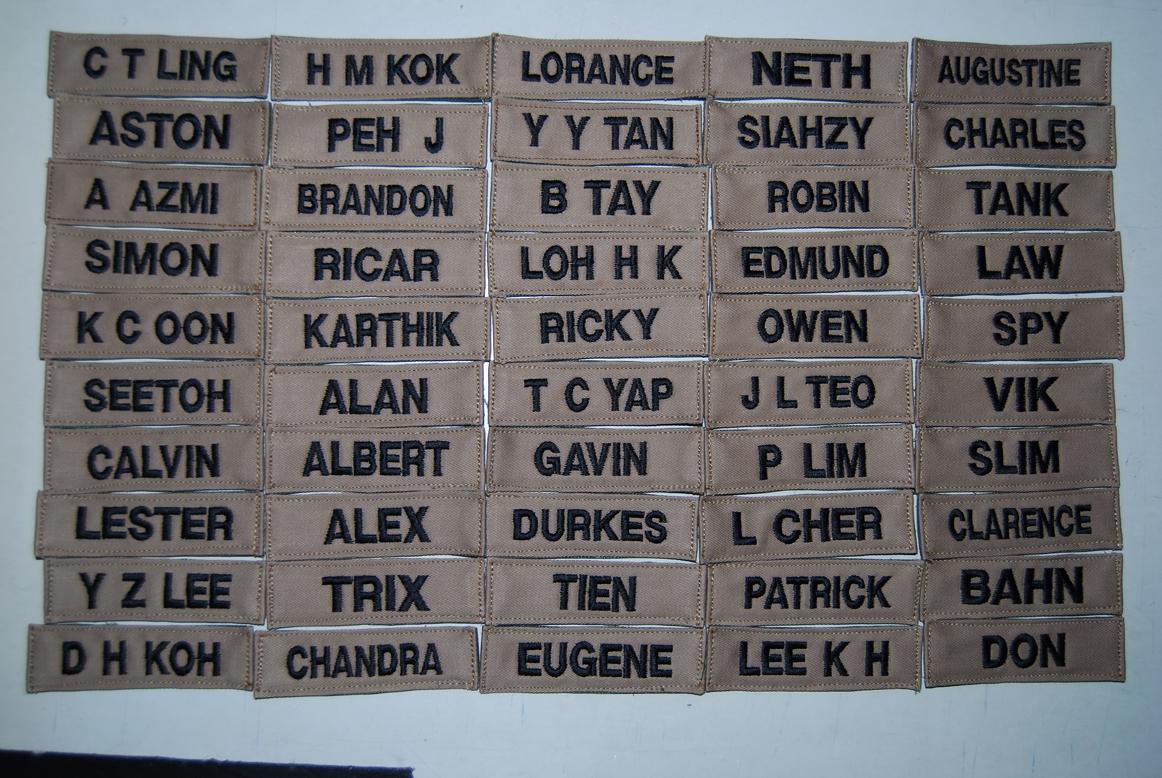 C T LING H M KOK LORANCE NETH AUGUSTINE
ASTON PEH J Y Y TAN SIAHZY CHARLES
A AZMI BRANDON B TAY ROBIN TANK
SIMON RICAR LOH H K EDMUND LAW
K C OON KARTHIK RICKY OWEN SPY
SEETOH ALAN T C YAP J L TEO VIK
CALVIN ALBERT GAVIN P LIM SLIM
LESTER ALEX DURKES L CHER CLARENCE
Y Z LEE TRIX TIEN PATRICK BAHN
D H KOH CHANDRA EUGENE LEE K H DON